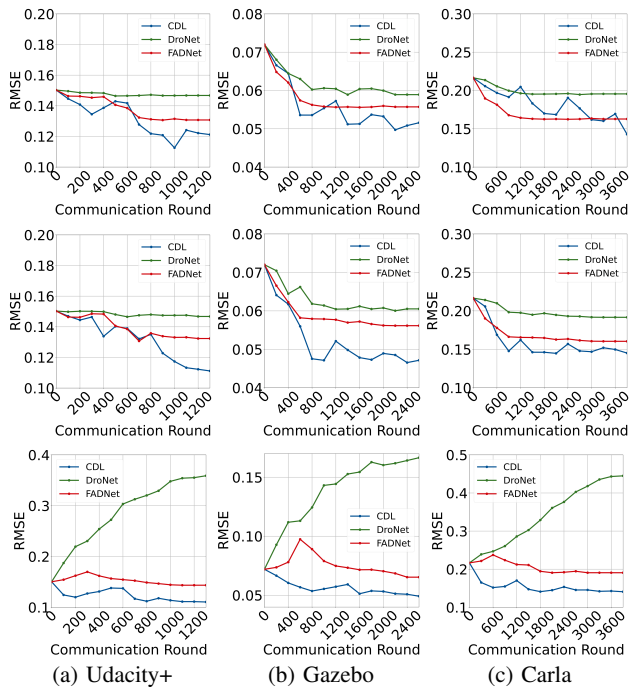 0.20
0.18
0.16
0.14
0.12
0.10
RMSE
CDL
DroNet
FADNet
0 200 400 600 800 1000 1200
Communication Round
0.08
0.07
0.06
0.05
0.04
RMSE
CDL
DroNet
FADNet
0 400 800 1200 1600 2000 2400
Communication Round
0.30
0.25
0.20
0.15
0.10
RMSE
CDL
DroNet
FADNet
0 600 1200 1800 2400 3000 3600
Communication Round
0.20
0.18
0.16
0.14
0.12
0.10
RMSE
CDL
DroNet
FADNet
0 200 400 600 800 1000 1200
Communication Round
0.08
0.07
0.06
0.05
0.04
RMSE
CDL
DroNet
FADNet
0 400 800 1200 1600 2000 2400
Communication Round
0.30
0.25
0.20
0.15
0.10
RMSE
CDL
DroNet
FADNet
0 600 1200 1800 2400 3000 3600
Communication Round
0.4
0.3
0.2
0.1
RMSE
CDL
DroNet
FADNet
0 200 400 600 800 1000 1200
Communication Round
0.15
0.10
0.05
RMSE
CDL
DroNet
FADNet
0 400 800 1200 1600 2000 2400
Communication Round
0.5
0.4
0.3
0.2
0.1
RMSE
CDL
DroNet
FADNet
0 600 1200 1800 2400 3000 3600
Communication Round
(a) Udacity+ (b) Gazebo (c) Carla